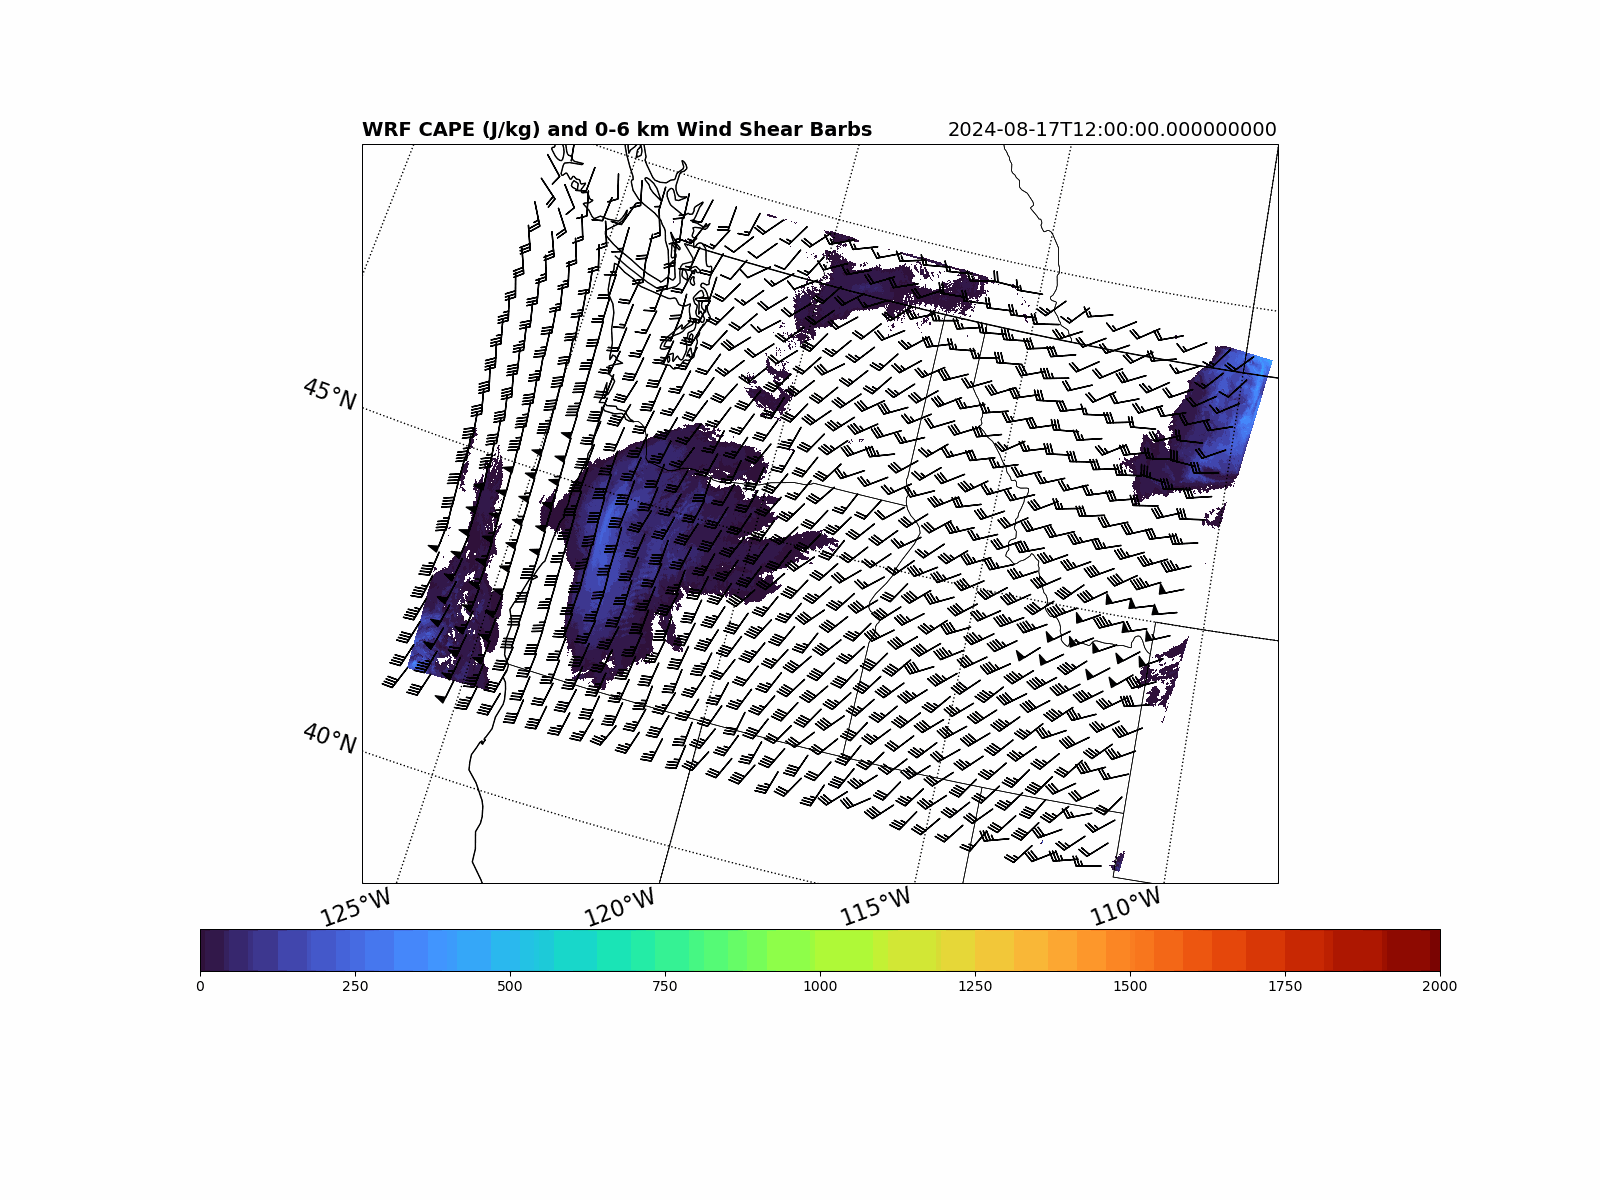 WRF CAPE (J/kg) and 0-6 km Wind Shear Barbs 2024-08-17T12:00:00.000000000
45°N
40°N
125°W 120°W 115°W 110°W
0 250 500 750 1000 1250 1500 1750 2000